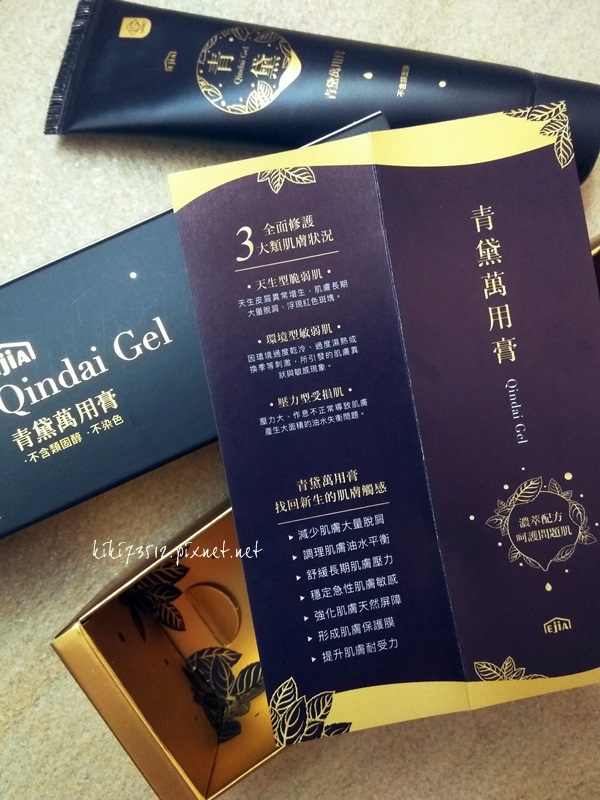 EJIA
青黛
Qindai Gel
青黛萬用膏
不含類固醇
3
全面修護
大類肌膚狀況
• 天生型脆弱肌 •
天生皮屑異常增生,肌膚長期
大量脫屑、浮現紅色斑塊。
• 環境型敏弱肌 •
因環境過度乾冷、過度濕熱或
換季等刺激,所引發的肌膚異
狀與敏感現象。
• 壓力型受損肌 •
壓力大、作息不正常導致肌膚
產生大面積的油水失衡問題。
青黛萬用膏
找回新生的肌膚觸感
▶ 減少肌膚大量脫屑
▶ 調理肌膚油水平衡
▶ 舒緩長期肌膚壓力
▶ 穩定急性肌膚敏感
▶ 強化肌膚天然屏障
▶ 形成肌膚保護膜
▶ 提升肌膚耐受力
青黛萬用膏
Qindai Gel
濃萃配方
呵護問題肌
EJIA
EJIA
Qindai Gel
青黛萬用膏
·不含類固醇 ·不染色
kiki73512.pixnet.net